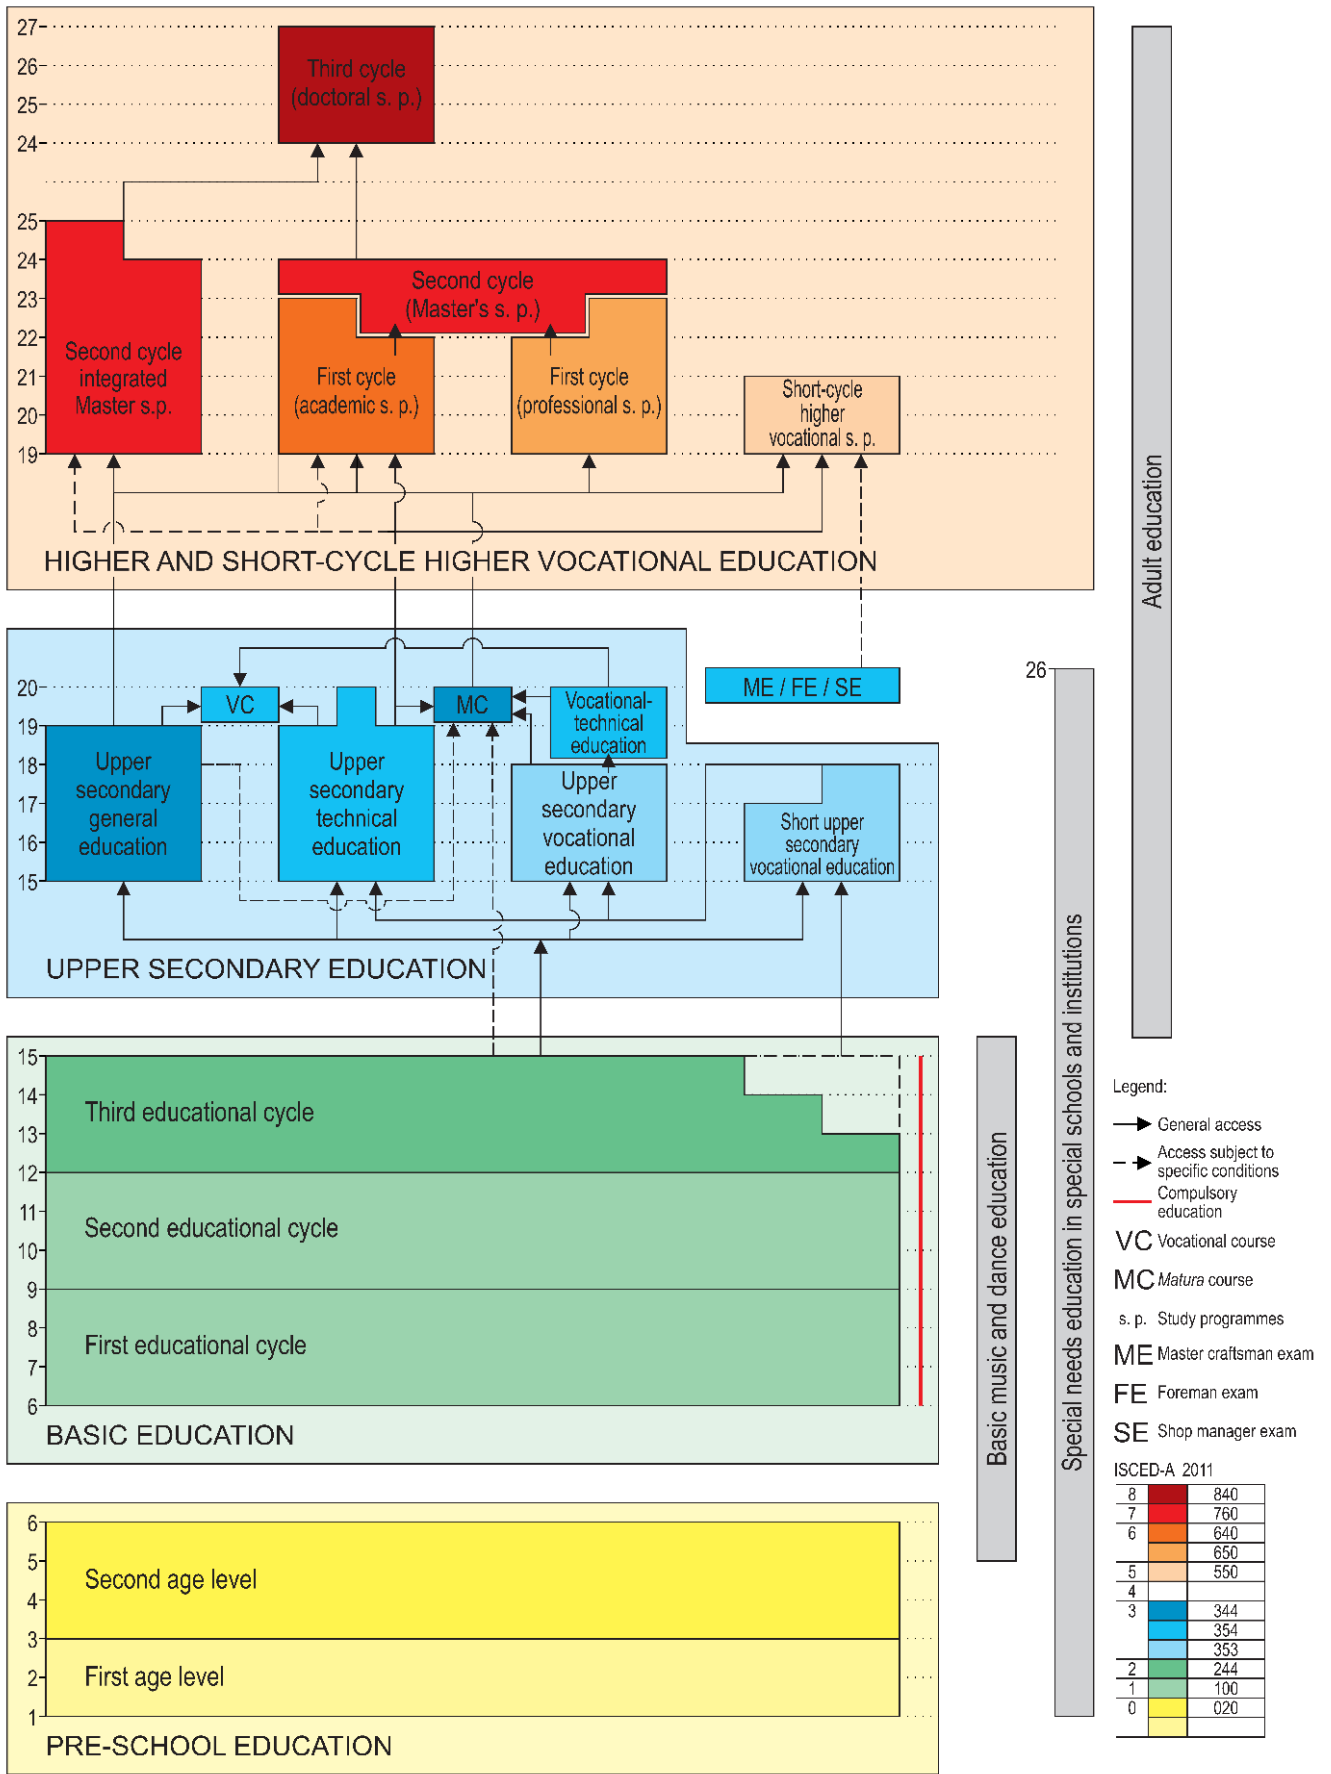 27
26
25
24
25
24
23
22
21
20
19
Third cycle
(doctoral s. p.)
Second cycle
(Master's s. p.)
Second cycle
integrated
Master s.p.
First cycle
(academic s. p.)
First cycle
(professional s. p.)
Short-cycle
higher
vocational s. p.
HIGHER AND SHORT-CYCLE HIGHER VOCATIONAL EDUCATION
Adult education
20
19
18
17
16
15
VC
MC
Vocational-
technical
education
ME / FE / SE
Upper
secondary
general
education
Upper
secondary
technical
education
Upper
secondary
vocational
education
Short upper
secondary
vocational education
UPPER SECONDARY EDUCATION
26
Special needs education in special schools and institutions
15
14
13
12
11
10
9
8
7
6
Third educational cycle
Second educational cycle
First educational cycle
BASIC EDUCATION
Basic music and dance education
6
5
4
3
2
1
Second age level
First age level
PRE-SCHOOL EDUCATION
Legend:
General access
Access subject to
specific conditions
Compulsory
education
VC Vocational course
MC Matura course
s. p. Study programmes
ME Master craftsman exam
FE Foreman exam
SE Shop manager exam
ISCED-A 2011
8 840
7 760
6 640
650
5 550
4
3 344
354
353
2 244
1 100
0 020